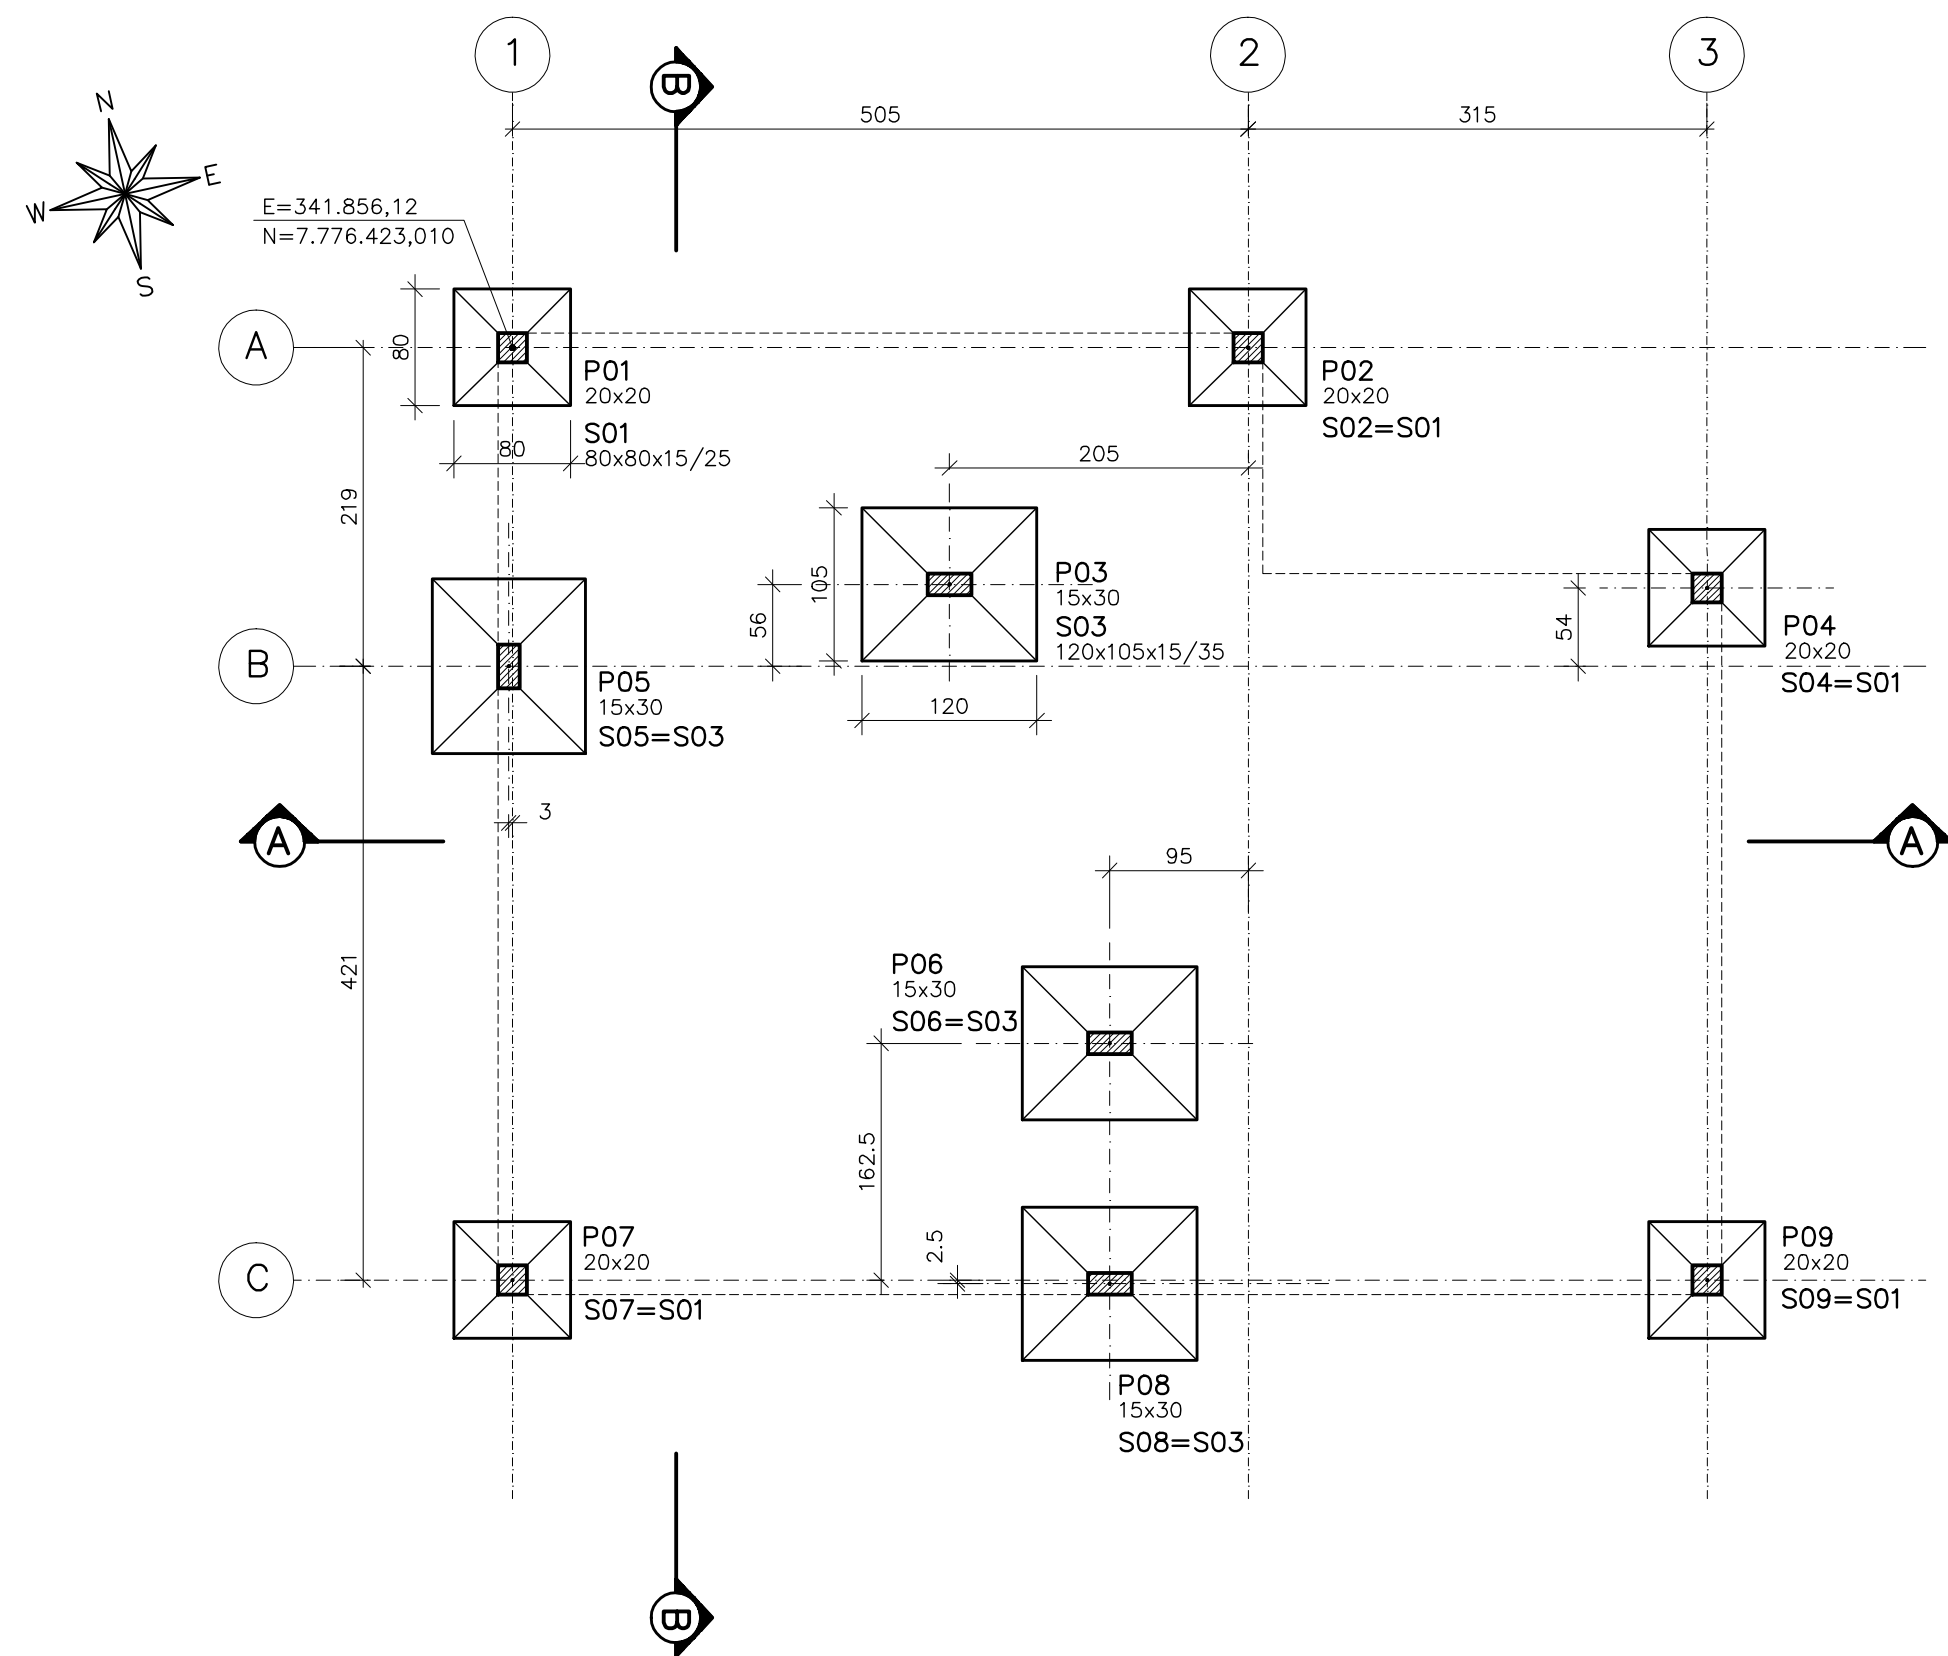 1
2
3
B
505
315
N
E
W
S
E=341.856,12
N=7.776.423,010
A
80
P01
20x20
S01
80x80x15/25
80
P02
20x20
S02=S01
205
219
105
P03
15x30
S03
120x105x15/35
56
120
54
P04
20x20
S04=S01
B
P05
15x30
S05=S03
3
A
A
95
421
P06
15x30
S06=S03
162.5
2.5
C
P07
20x20
S07=S01
P08
15x30
S08=S03
P09
20x20
S09=S01
B